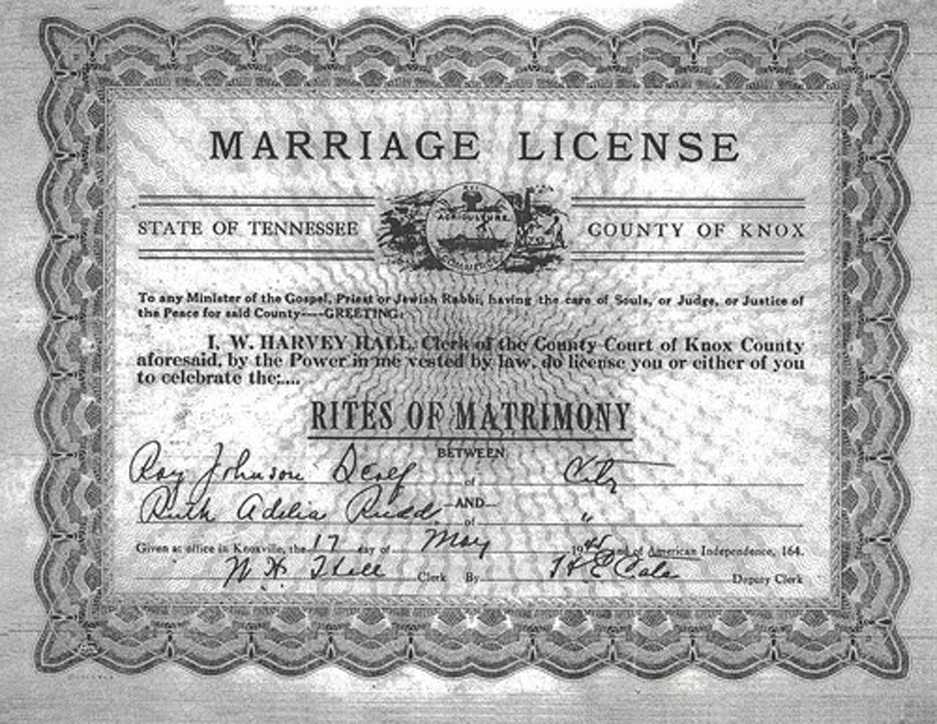 MARRIAGE LICENSE
AGRICULTURE
COMMERCE
STATE OF TENNESSEE COUNTY OF KNOX
To any Minister of the Gospel, Priest or Jewish Rabbi, having the care of Souls, or Judge, or Justice of
the Peace for said County----GREETING:
I, W. HARVEY HALL, Clerk of the County Court of Knox County
aforesaid, by the Power in me vested by law, do license you or either of you
to celebrate the:....
RITES OF MATRIMONY
BETWEEN
Roy Johnson of City
—AND—
Ruth Adelia of "
Given at office in Knoxville, the 17 day of May 1945 and of American Independence, 164.
W. H. Clerk By Deputy Clerk